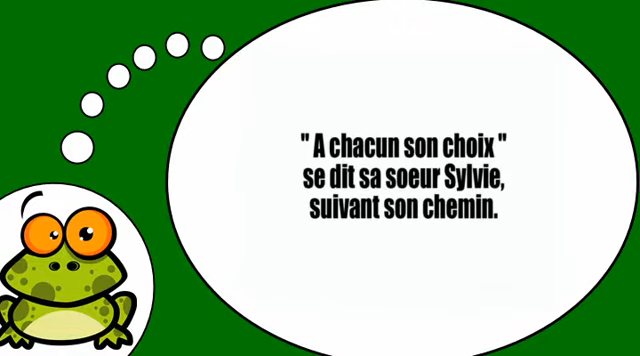 " A chacun son choix "
se dit sa soeur Sylvie,
suivant son chemin.